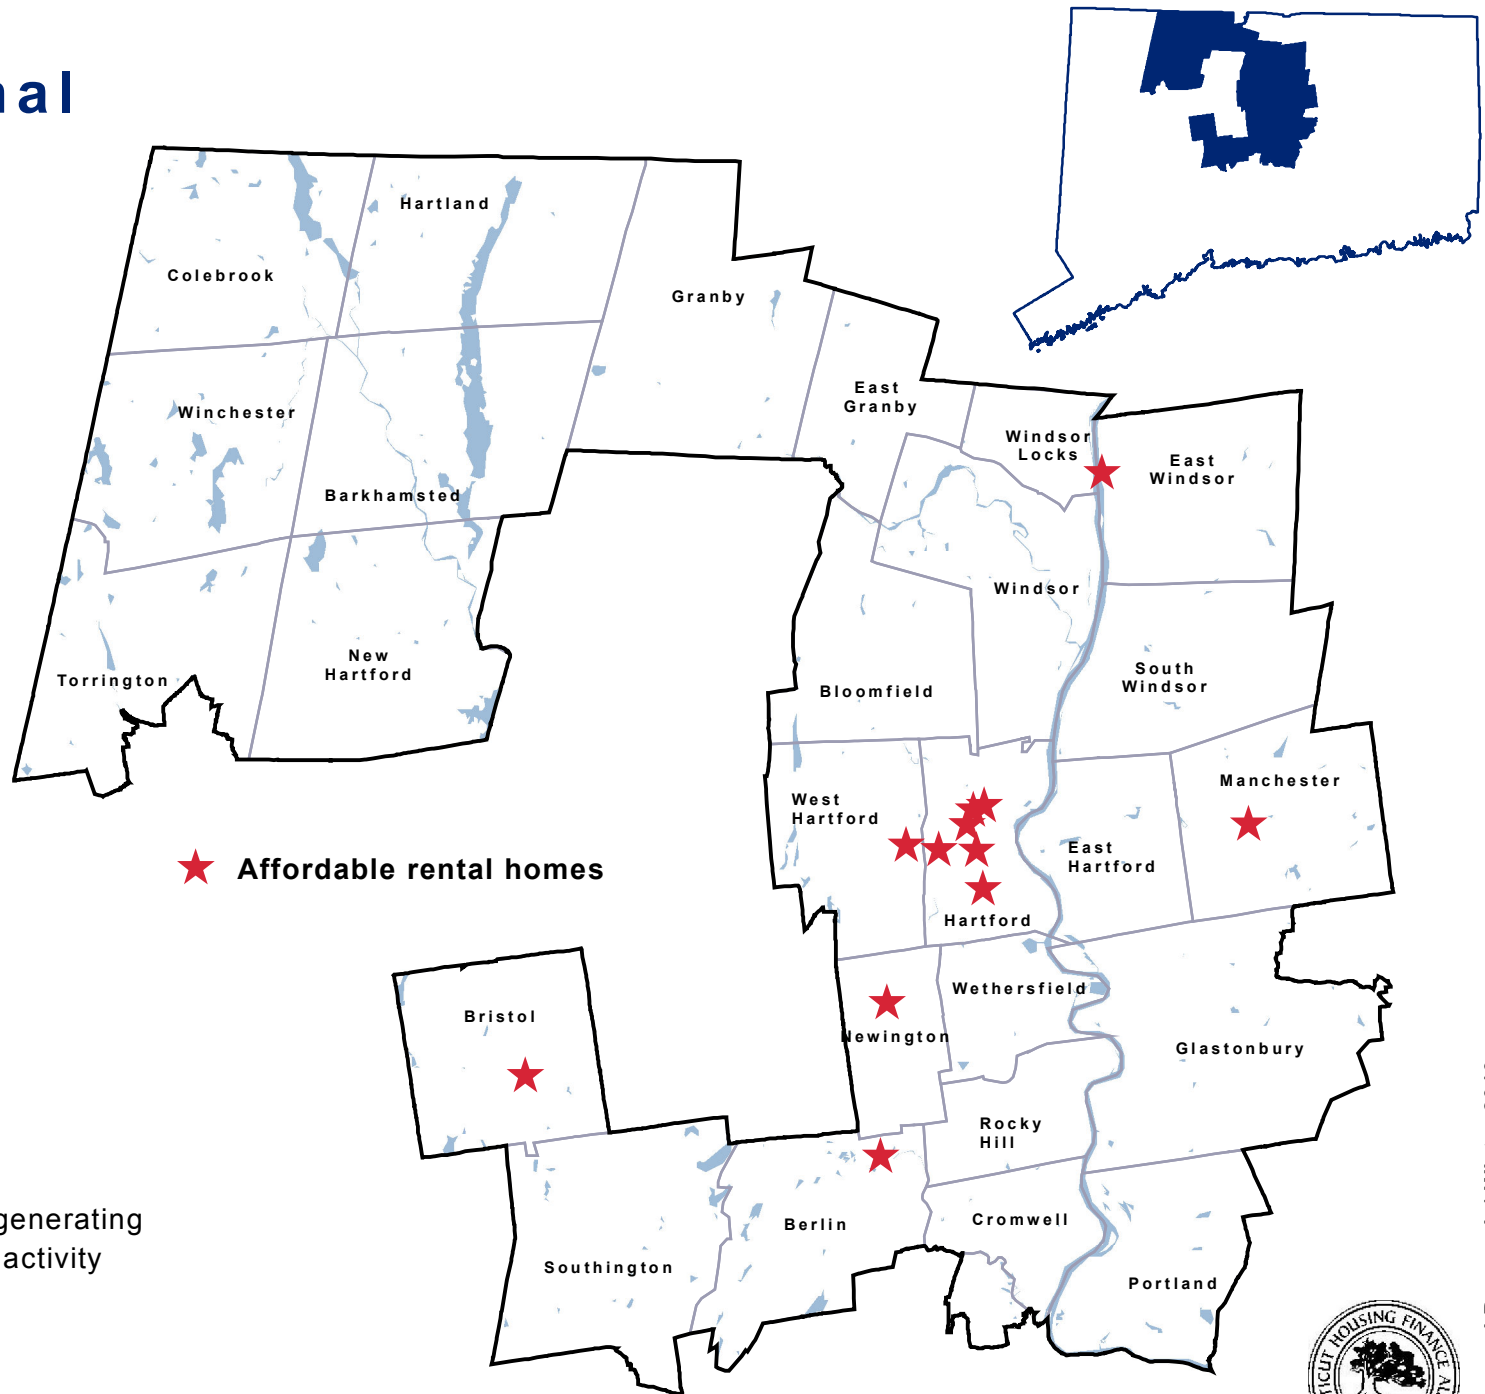 nal
Hartland
Colebrook
Granby
East
Granby
Winchester
Windsor
Locks
East
Windsor
Barkhamsted
Windsor
New
Hartford
South
Windsor
Torrington
Bloomfield
Manchester
West
Hartford
East
Hartford
Affordable rental homes
Hartford
Wethersfield
Bristol
Newington
Glastonbury
Rocky
Hill
generating
activity
Berlin
Cromwell
Southington
Portland
CUT HOUSING FINANCE AU